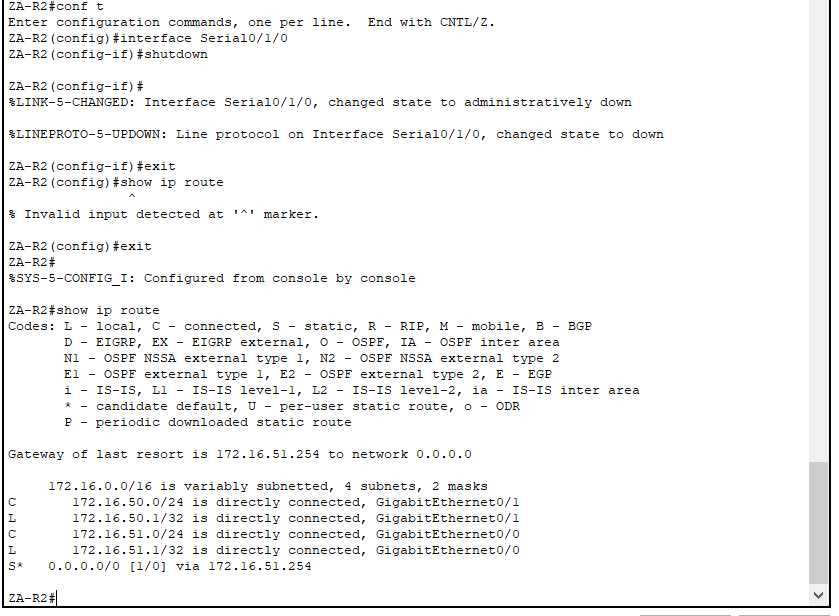 ZA-R2#conf t
Enter configuration commands, one per line.  End with CNTL/Z.
ZA-R2(config)#interface Serial0/1/0
ZA-R2(config-if)#shutdown
ZA-R2(config-if)#
%LINK-5-CHANGED: Interface Serial0/1/0, changed state to administratively down
%LINEPROTO-5-UPDOWN: Line protocol on Interface Serial0/1/0, changed state to down
ZA-R2(config-if)#exit
ZA-R2(config)#show ip route
^
% Invalid input detected at '^' marker.
ZA-R2(config)#exit
ZA-R2#
%SYS-5-CONFIG_I: Configured from console by console
ZA-R2#show ip route
Codes: L - local, C - connected, S - static, R - RIP, M - mobile, B - BGP
D - EIGRP, EX - EIGRP external, O - OSPF, IA - OSPF inter area
N1 - OSPF NSSA external type 1, N2 - OSPF NSSA external type 2
E1 - OSPF external type 1, E2 - OSPF external type 2, E - EGP
i - IS-IS, L1 - IS-IS level-1, L2 - IS-IS level-2, ia - IS-IS inter area
* - candidate default, U - per-user static route, o - ODR
P - periodic downloaded static route
Gateway of last resort is 172.16.51.254 to network 0.0.0.0
172.16.0.0/16 is variably subnetted, 4 subnets, 2 masks
C 172.16.50.0/24 is directly connected, GigabitEthernet0/1
L 172.16.50.1/32 is directly connected, GigabitEthernet0/1
C 172.16.51.0/24 is directly connected, GigabitEthernet0/0
L 172.16.51.1/32 is directly connected, GigabitEthernet0/0
S* 0.0.0.0/0 [1/0] via 172.16.51.254
ZA-R2#